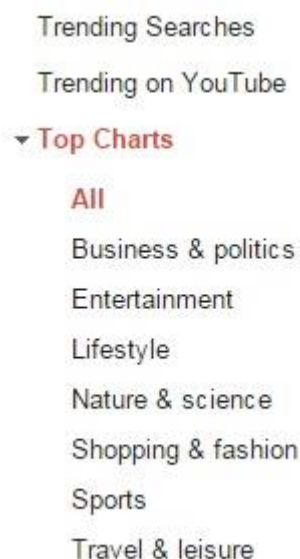 Trending Searches
Trending on YouTube
Top Charts
All
Business & politics
Entertainment
Lifestyle
Nature & science
Shopping & fashion
Sports
Travel & leisure